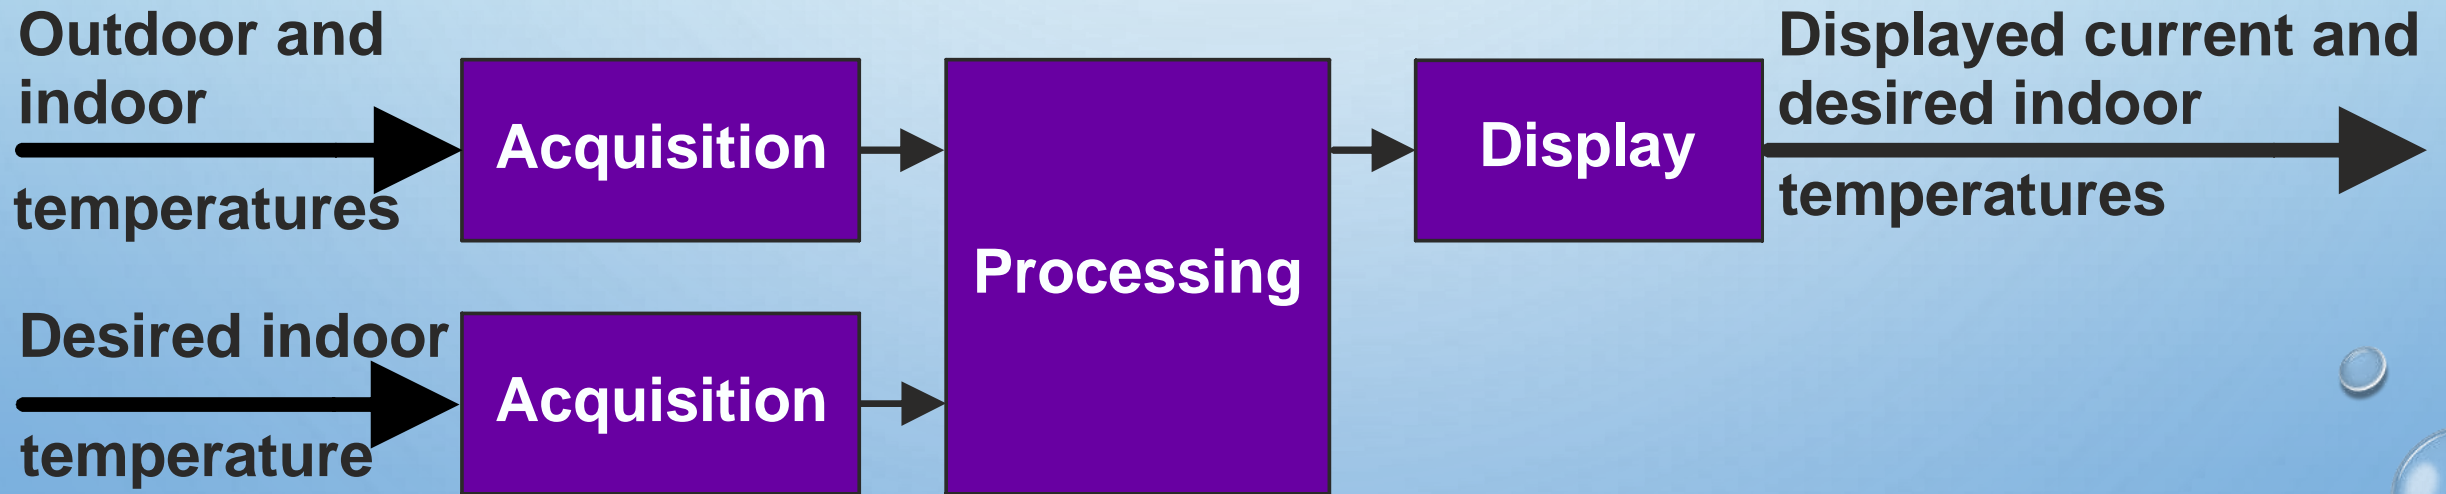 Outdoor and
indoor
temperatures
Acquisition
Desired indoor
temperature
Acquisition
Processing
Display
Displayed current and
desired indoor
temperatures